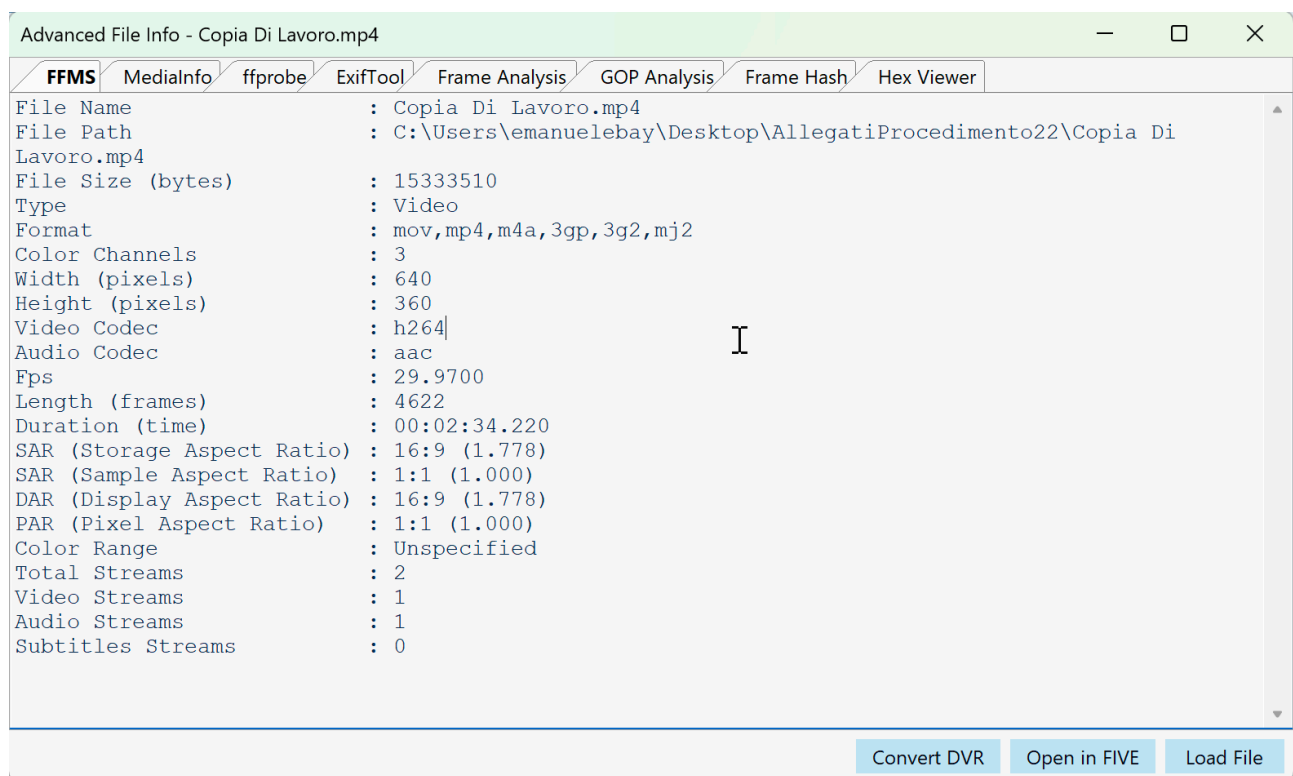 Advanced File Info - Copia Di Lavoro.mp4
FFMS MediaInfo ffprobe ExifTool Frame Analysis GOP Analysis Frame Hash Hex Viewer
File Name : Copia Di Lavoro.mp4
File Path : C:\Users\emanuelebay\Desktop\AllegatiProcedimento22\Copia Di
Lavoro.mp4
File Size (bytes) : 15333510
Type : Video
Format : mov,mp4,m4a,3gp,3g2,mj2
Color Channels : 3
Width (pixels) : 640
Height (pixels) : 360
Video Codec : h264
Audio Codec : aac
Fps : 29.9700
Length (frames) : 4622
Duration (time) : 00:02:34.220
SAR (Storage Aspect Ratio) : 16:9 (1.778)
SAR (Sample Aspect Ratio) : 1:1 (1.000)
DAR (Display Aspect Ratio) : 16:9 (1.778)
PAR (Pixel Aspect Ratio) : 1:1 (1.000)
Color Range : Unspecified
Total Streams : 2
Video Streams : 1
Audio Streams : 1
Subtitles Streams : 0
Convert DVR Open in FIVE Load File